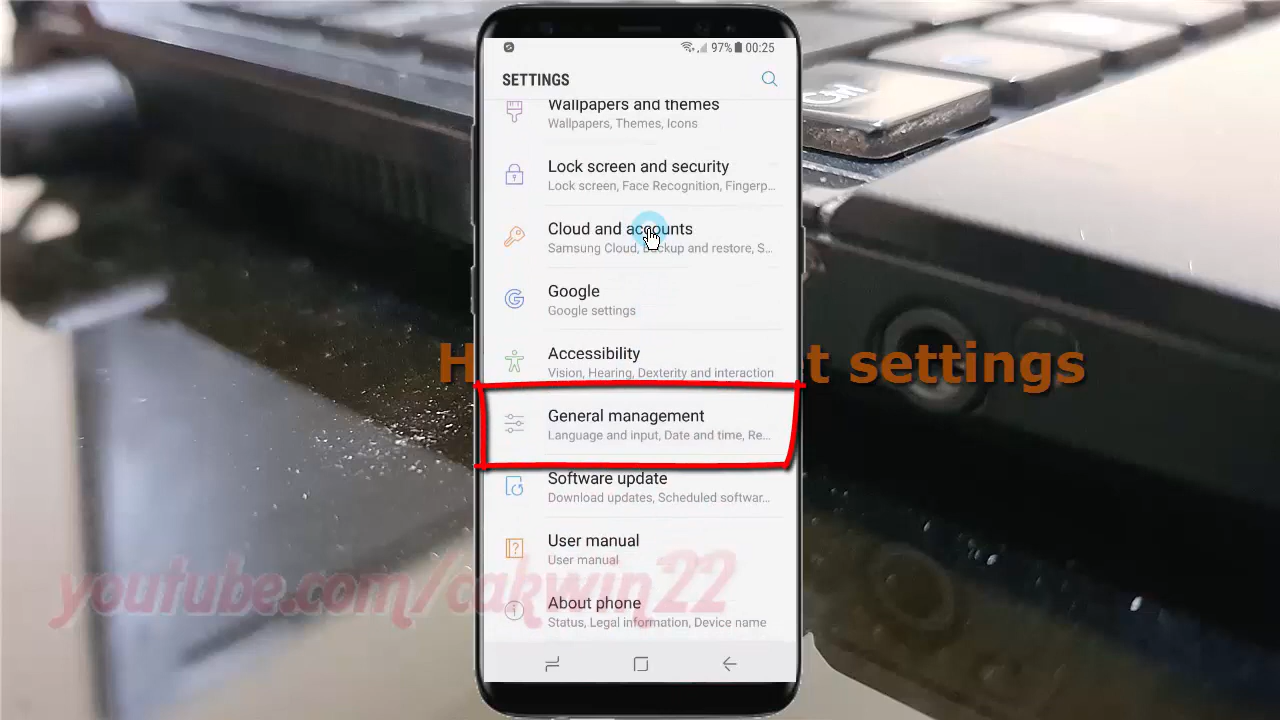 97% 00:25
SETTINGS
Wallpapers and themes
Wallpapers, Themes, Icons
Lock screen and security
Lock screen, Face Recognition, Fingerp...
Cloud and accounts
Samsung Cloud, Backup and restore, S...
Google
Google settings
H t settings
Accessibility
Vision, Hearing, Dexterity and interaction
General management
Language and input, Date and time, Re...
Software update
Download updates, Scheduled softwar...
User manual
User manual
youtube.com/cakwin22
About phone
Status, Legal information, Device name
Ctrl